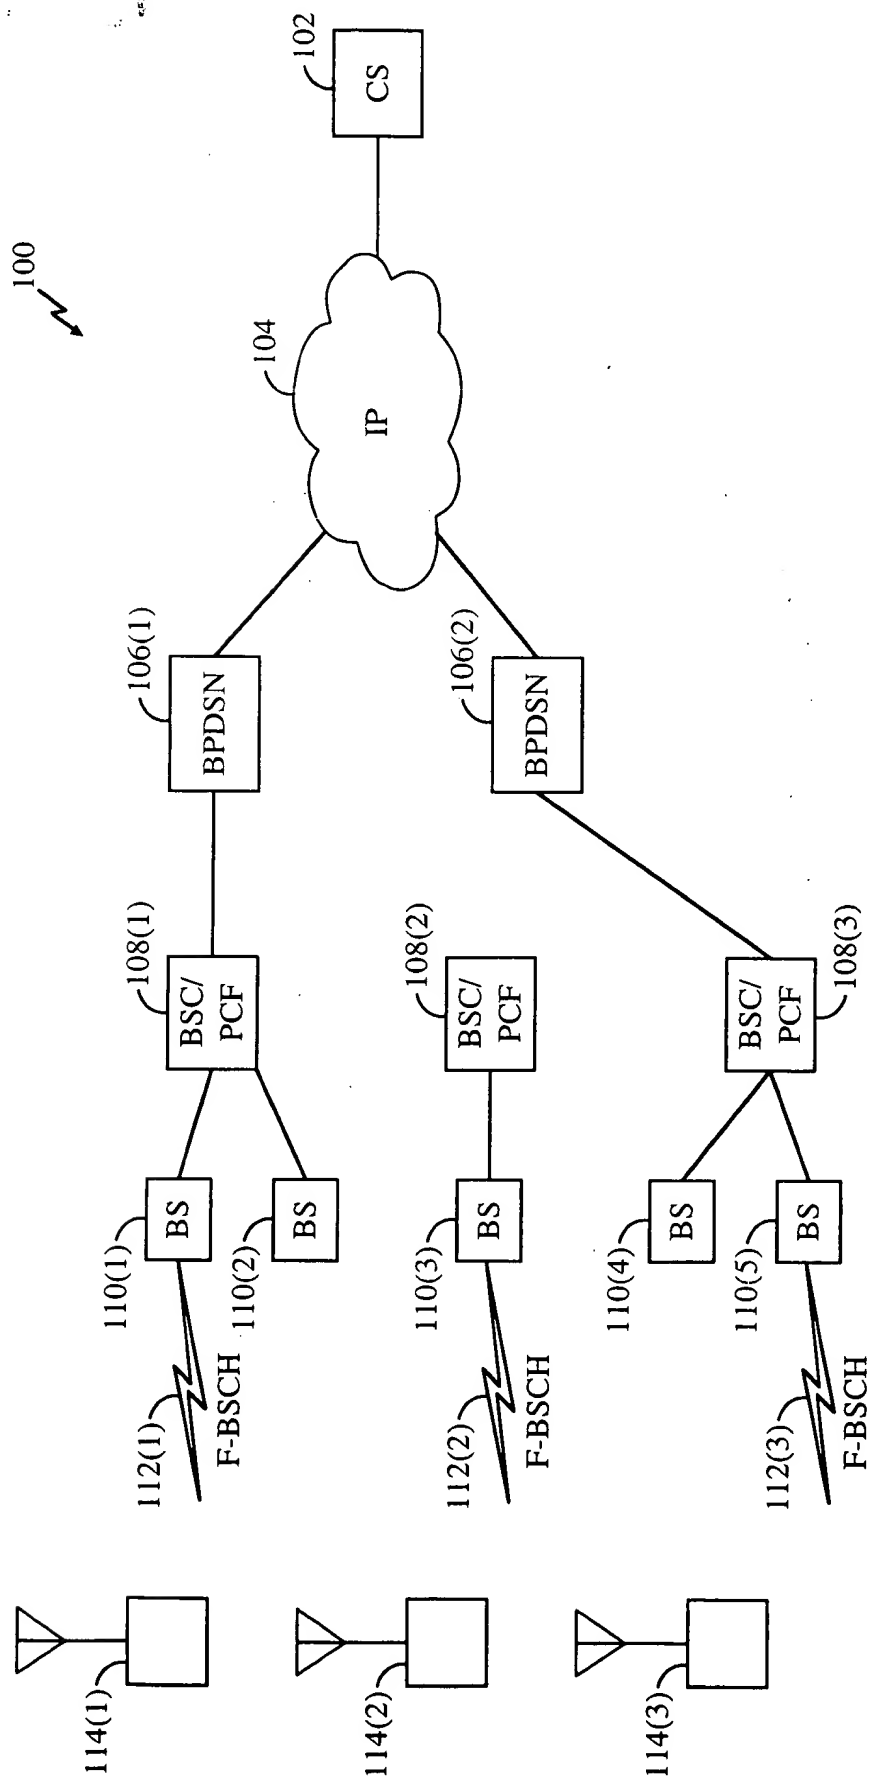 100
102
CS
104
IP
106(1)
BPDSN
106(2)
BPDSN
108(1)
BSC/
PCF
108(2)
BSC/
PCF
108(3)
BSC/
PCF
110(1)
BS
110(2)
BS
110(3)
BS
110(4)
BS
110(5)
BS
112(1)
F-BSCH
112(2)
F-BSCH
112(3)
F-BSCH
114(1)
114(2)
114(3)